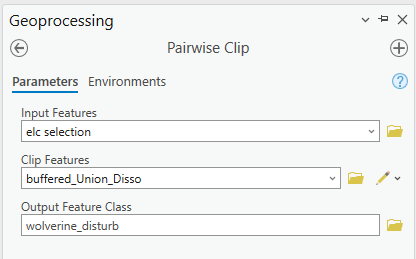 Geoprocessing
Pairwise Clip
Parameters Environments
Input Features
elc selection
Clip Features
buffered_Union_Disso
Output Feature Class
wolverine_disturb